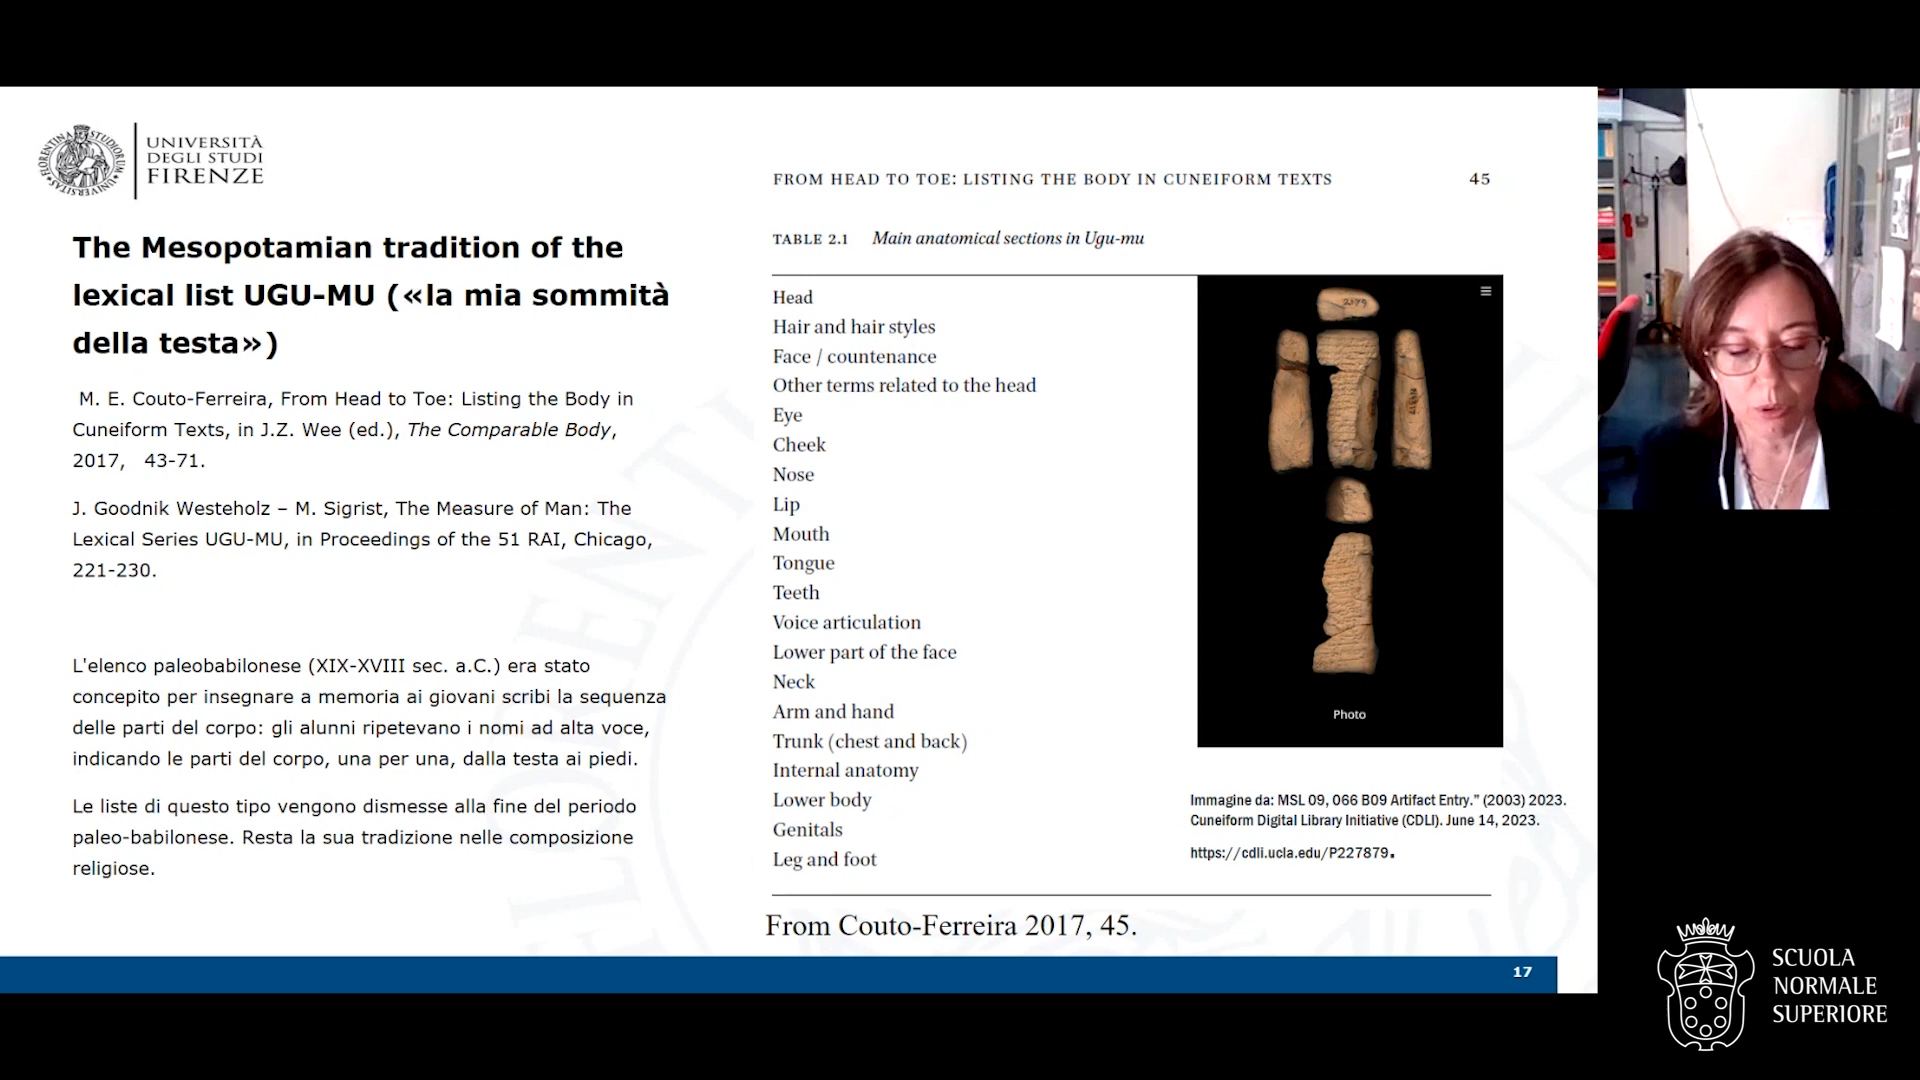 UNIVERSITÀ
DEGLI STUDI
FIRENZE
The Mesopotamian tradition of the
lexical list UGU-MU («la mia sommità
della testa»)
M. E. Couto-Ferreira, From Head to Toe: Listing the Body in
Cuneiform Texts, in J.Z. Wee (ed.), The Comparable Body,
2017, 43-71.
J. Goodnik Westeholz – M. Sigrist, The Measure of Man: The
Lexical Series UGU-MU, in Proceedings of the 51 RAI, Chicago,
221-230.
L'elenco paleobabilonese (XIX-XVIII sec. a.C.) era stato
concepito per insegnare a memoria ai giovani scribi la sequenza
delle parti del corpo: gli alunni ripetevano i nomi ad alta voce,
indicando le parti del corpo, una per una, dalla testa ai piedi.
Le liste di questo tipo vengono dismesse alla fine del periodo
paleo-babilonese. Resta la sua tradizione nelle composizione
religiose.
FROM HEAD TO TOE: LISTING THE BODY IN CUNEIFORM TEXTS 45
TABLE 2.1 Main anatomical sections in Ugu-mu
Head
Hair and hair styles
Face / countenance
Other terms related to the head
Eye
Cheek
Nose
Lip
Mouth
Tongue
Teeth
Voice articulation
Lower part of the face
Neck
Arm and hand
Trunk (chest and back)
Internal anatomy
Lower body
Genitals
Leg and foot
Photo
Immagine da: MSL 09, 066 B09 Artifact Entry.” (2003) 2023.
Cuneiform Digital Library Initiative (CDLI). June 14, 2023.
https://cdli.ucla.edu/P227879.
From Couto-Ferreira 2017, 45.
17
SCUOLA
NORMALE
SUPERIORE